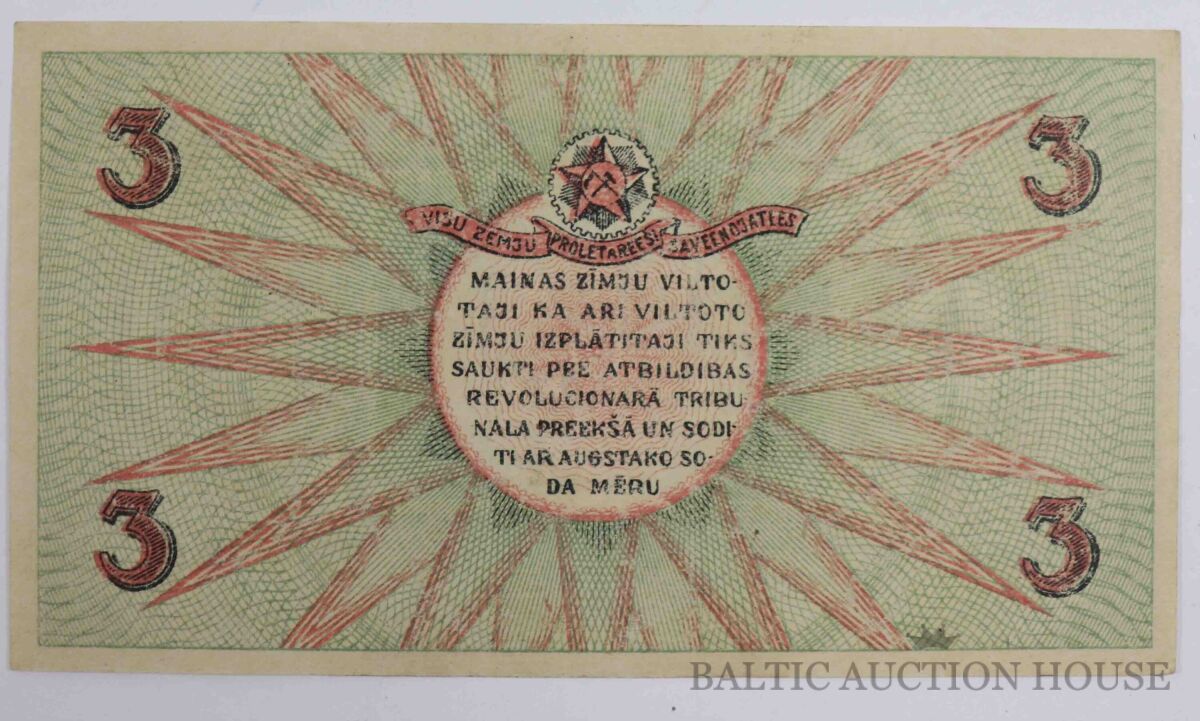 3
3
VISU ZEMJU PROLETAREEŠI SAVEENOJATEES
MAINAS ZĪMJU VILTO-
TAJI KA ARI VILTOTO
ZĪMJU IZPLĀTITAJI TIKS
SAUKTI PEE ATBILDIBAS
REVOLUCIONARĀ TRIBU
NALA PREEKŠĀ UN SODI-
TI AR AUGSTAKO SO-
DA MĒRU
3
3
BALTIC AUCTION HOUSE